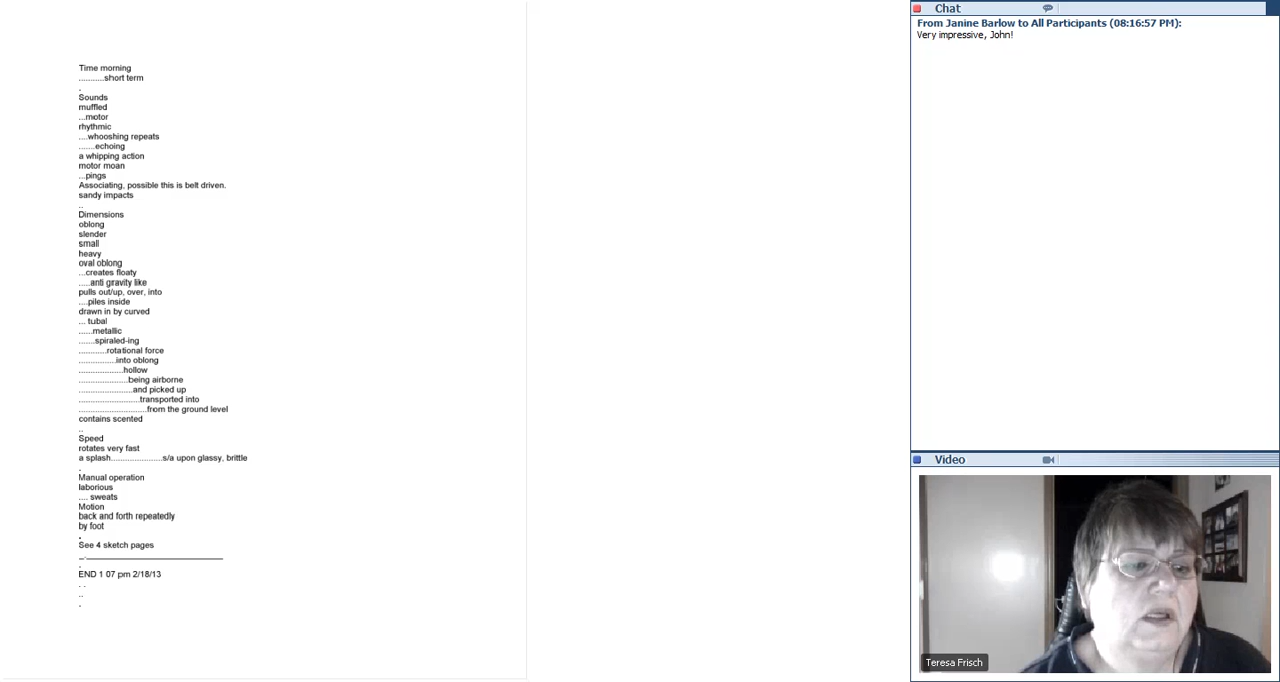 Time morning
...........short term
.
Sounds
muffled
...motor
rhythmic
....whooshing repeats
.......echoing
a whipping action
motor moan
...pings
Associating, possible this is belt driven.
sandy impacts
..
Dimensions
oblong
slender
small
heavy
oval oblong
...creates floaty
.....anti gravity like
pulls out/up, over, into
....piles inside
drawn in by curved
... tubal
......metallic
.......spiraled-ing
............rotational force
................into oblong
...................hollow
.....................being airborne
.......................and picked up
..........................transported into
.............................from the ground level
contains scented
..
Speed
rotates very fast
a splash......................s/a upon glassy, brittle
.
Manual operation
laborious
.... sweats
Motion
back and forth repeatedly
by foot
.
See 4 sketch pages
_.______________________________
.
END 1 07 pm 2/18/13
. .
..
.
Chat
From Janine Barlow to All Participants (08:16:57 PM):
Very impressive, John!
Video
Teresa Frisch